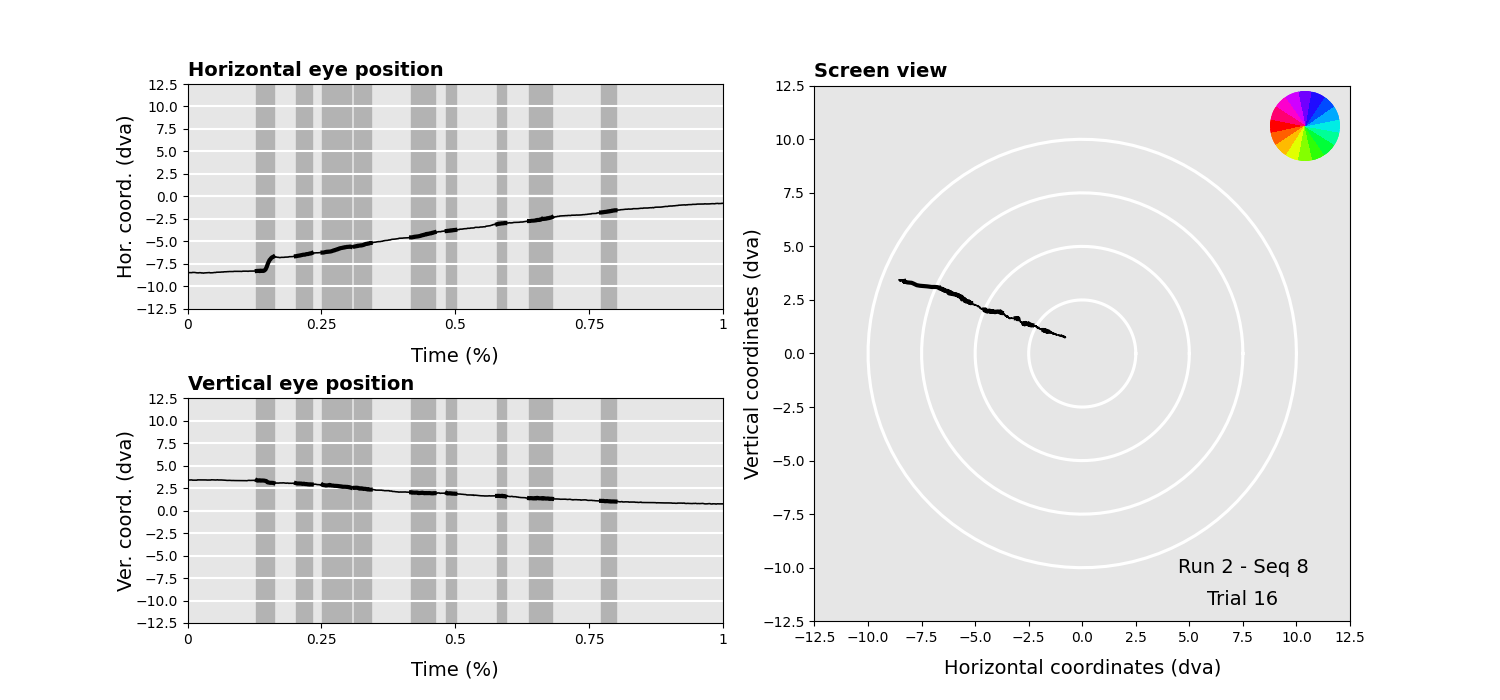 Horizontal eye position
Hor. coord. (dva)
12.5
10.0
7.5
5.0
2.5
0.0
−2.5
−5.0
−7.5
−10.0
−12.5
0 0.25 0.5 0.75 1
Time (%)
Vertical eye position
Ver. coord. (dva)
12.5
10.0
7.5
5.0
2.5
0.0
−2.5
−5.0
−7.5
−10.0
−12.5
0 0.25 0.5 0.75 1
Time (%)
Screen view
Vertical coordinates (dva)
12.5
10.0
7.5
5.0
2.5
0.0
−2.5
−5.0
−7.5
−10.0
−12.5
Run 2 - Seq 8
Trial 16
−12.5 −10.0 −7.5 −5.0 −2.5 0.0 2.5 5.0 7.5 10.0 12.5
Horizontal coordinates (dva)